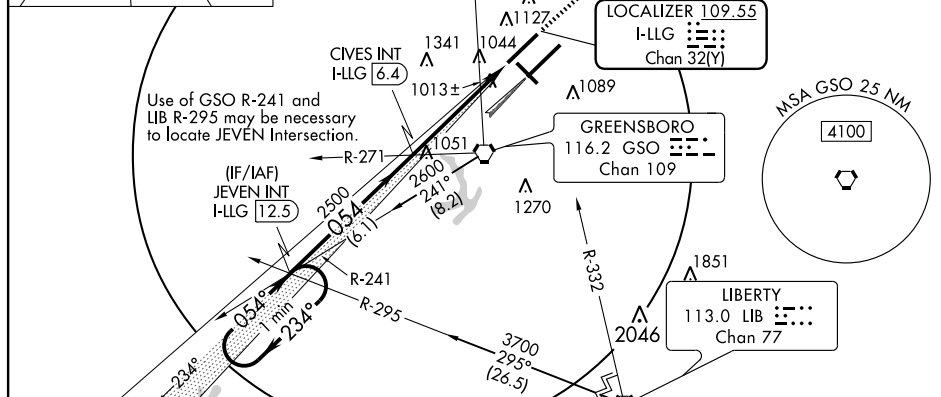 1127
LOCALIZER 109.55
I-LLG
Chan 32(Y)
1341
1044
CIVES INT
I-LLG 6.4
1013±
1089
MSA GSO 25 NM
4100
Use of GSO R-241 and
LIB R-295 may be necessary
to locate JEVEN Intersection.
GREENSBORO
116.2 GSO
Chan 109
1051
R-271
2600
241°
(8.2)
(IF/IAF)
JEVEN INT
I-LLG 12.5
2500
054°
(6.1)
1270
R-332
R-241
R-295
1851
054°
1 min
234°
LIBERTY
113.0 LIB
Chan 77
2046
3700
295°
(26.5)
234°